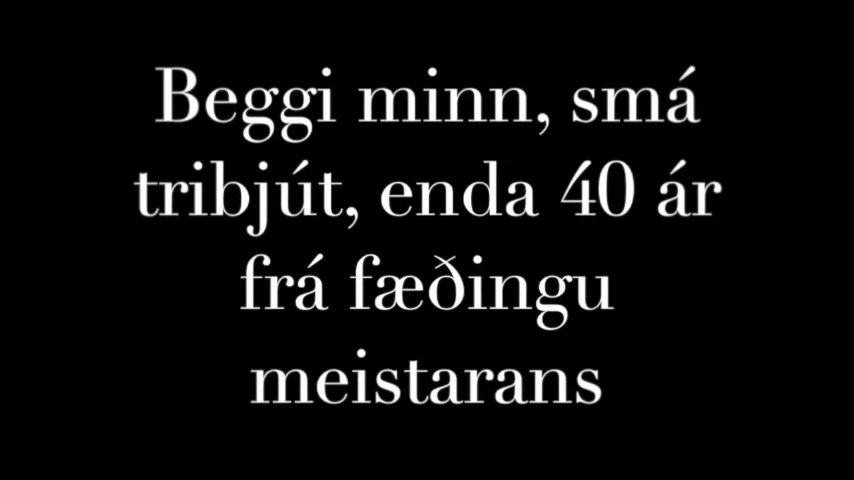 Beggi minn, smá
tribjút, enda 40 ár
frá fæðingu
meistarans